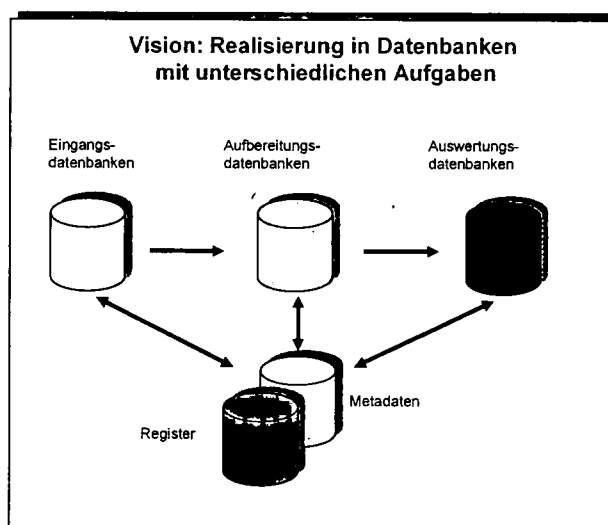 Vision: Realisierung in Datenbanken
mit unterschiedlichen Aufgaben
Eingangs-
datenbanken
Aufbereitungs-
datenbanken
Auswertungs-
datenbanken
Metadaten
Register